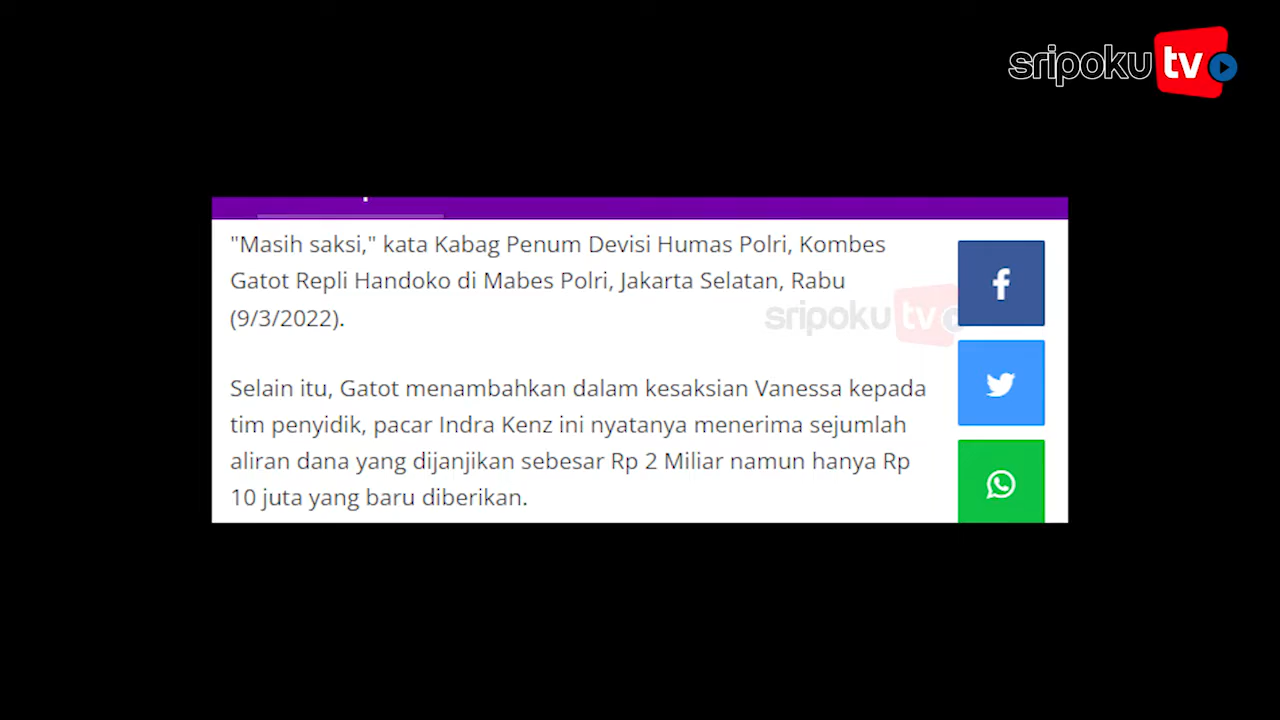 sripoku tv
"Masih saksi," kata Kabag Penum Devisi Humas Polri, Kombes
Gatot Repli Handoko di Mabes Polri, Jakarta Selatan, Rabu
(9/3/2022).
sripoku tv
Selain itu, Gatot menambahkan dalam kesaksian Vanessa kepada
tim penyidik, pacar Indra Kenz ini nyatanya menerima sejumlah
aliran dana yang dijanjikan sebesar Rp 2 Miliar namun hanya Rp
10 juta yang baru diberikan.